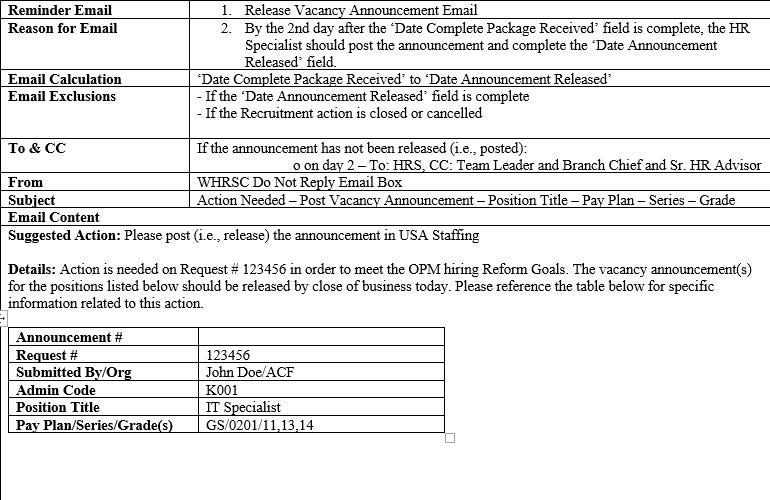 Reminder Email 1. Release Vacancy Announcement Email
Reason for Email 2. By the 2nd day after the ‘Date Complete Package Received’ field is complete, the HR
Specialist should post the announcement and complete the ‘Date Announcement
Released’ field.
Email Calculation ‘Date Complete Package Received’ to ‘Date Announcement Released’
Email Exclusions - If the ‘Date Announcement Released’ field is complete
- If the Recruitment action is closed or cancelled
To & CC If the announcement has not been released (i.e., posted):
o on day 2 – To: HRS, CC: Team Leader and Branch Chief and Sr. HR Advisor
From WHRSC Do Not Reply Email Box
Subject Action Needed – Post Vacancy Announcement – Position Title – Pay Plan – Series – Grade
Email Content
Suggested Action: Please post (i.e., release) the announcement in USA Staffing
Details: Action is needed on Request # 123456 in order to meet the OPM hiring Reform Goals. The vacancy announcement(s)
for the positions listed below should be released by close of business today. Please reference the table below for specific
information related to this action.
Announcement #
Request # 123456
Submitted By/Org John Doe/ACF
Admin Code K001
Position Title IT Specialist
Pay Plan/Series/Grade(s) GS/0201/11,13,14